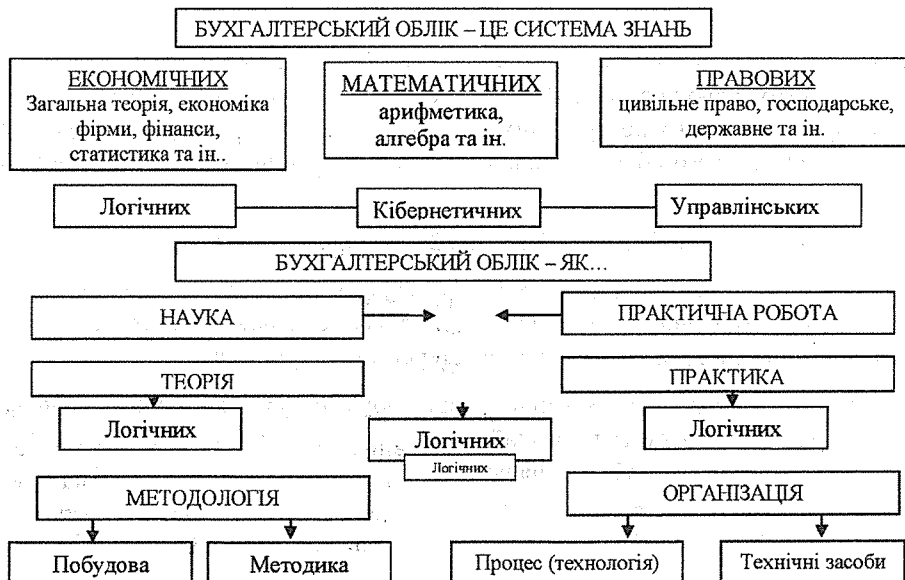 БУХГАЛТЕРСЬКИЙ ОБЛІК – ЦЕ СИСТЕМА ЗНАНЬ
ЕКОНОМІЧНИХ
Загальна теорія, економіка
фірми, фінанси,
статистика та ін..
МАТЕМАТИЧНИХ
арифметика,
алгебра та ін.
ПРАВОВИХ
цивільне право, господарське,
державне та ін.
Логічних
Кібернетичних
Управлінських
БУХГАЛТЕРСЬКИЙ ОБЛІК – ЯК...
НАУКА
ПРАКТИЧНА РОБОТА
ТЕОРІЯ
ПРАКТИКА
Логічних
Логічних
Логічних
Логічних
МЕТОДОЛОГІЯ
ОРГАНІЗАЦІЯ
Побудова
Методика
Процес (технологія)
Технічні засоби